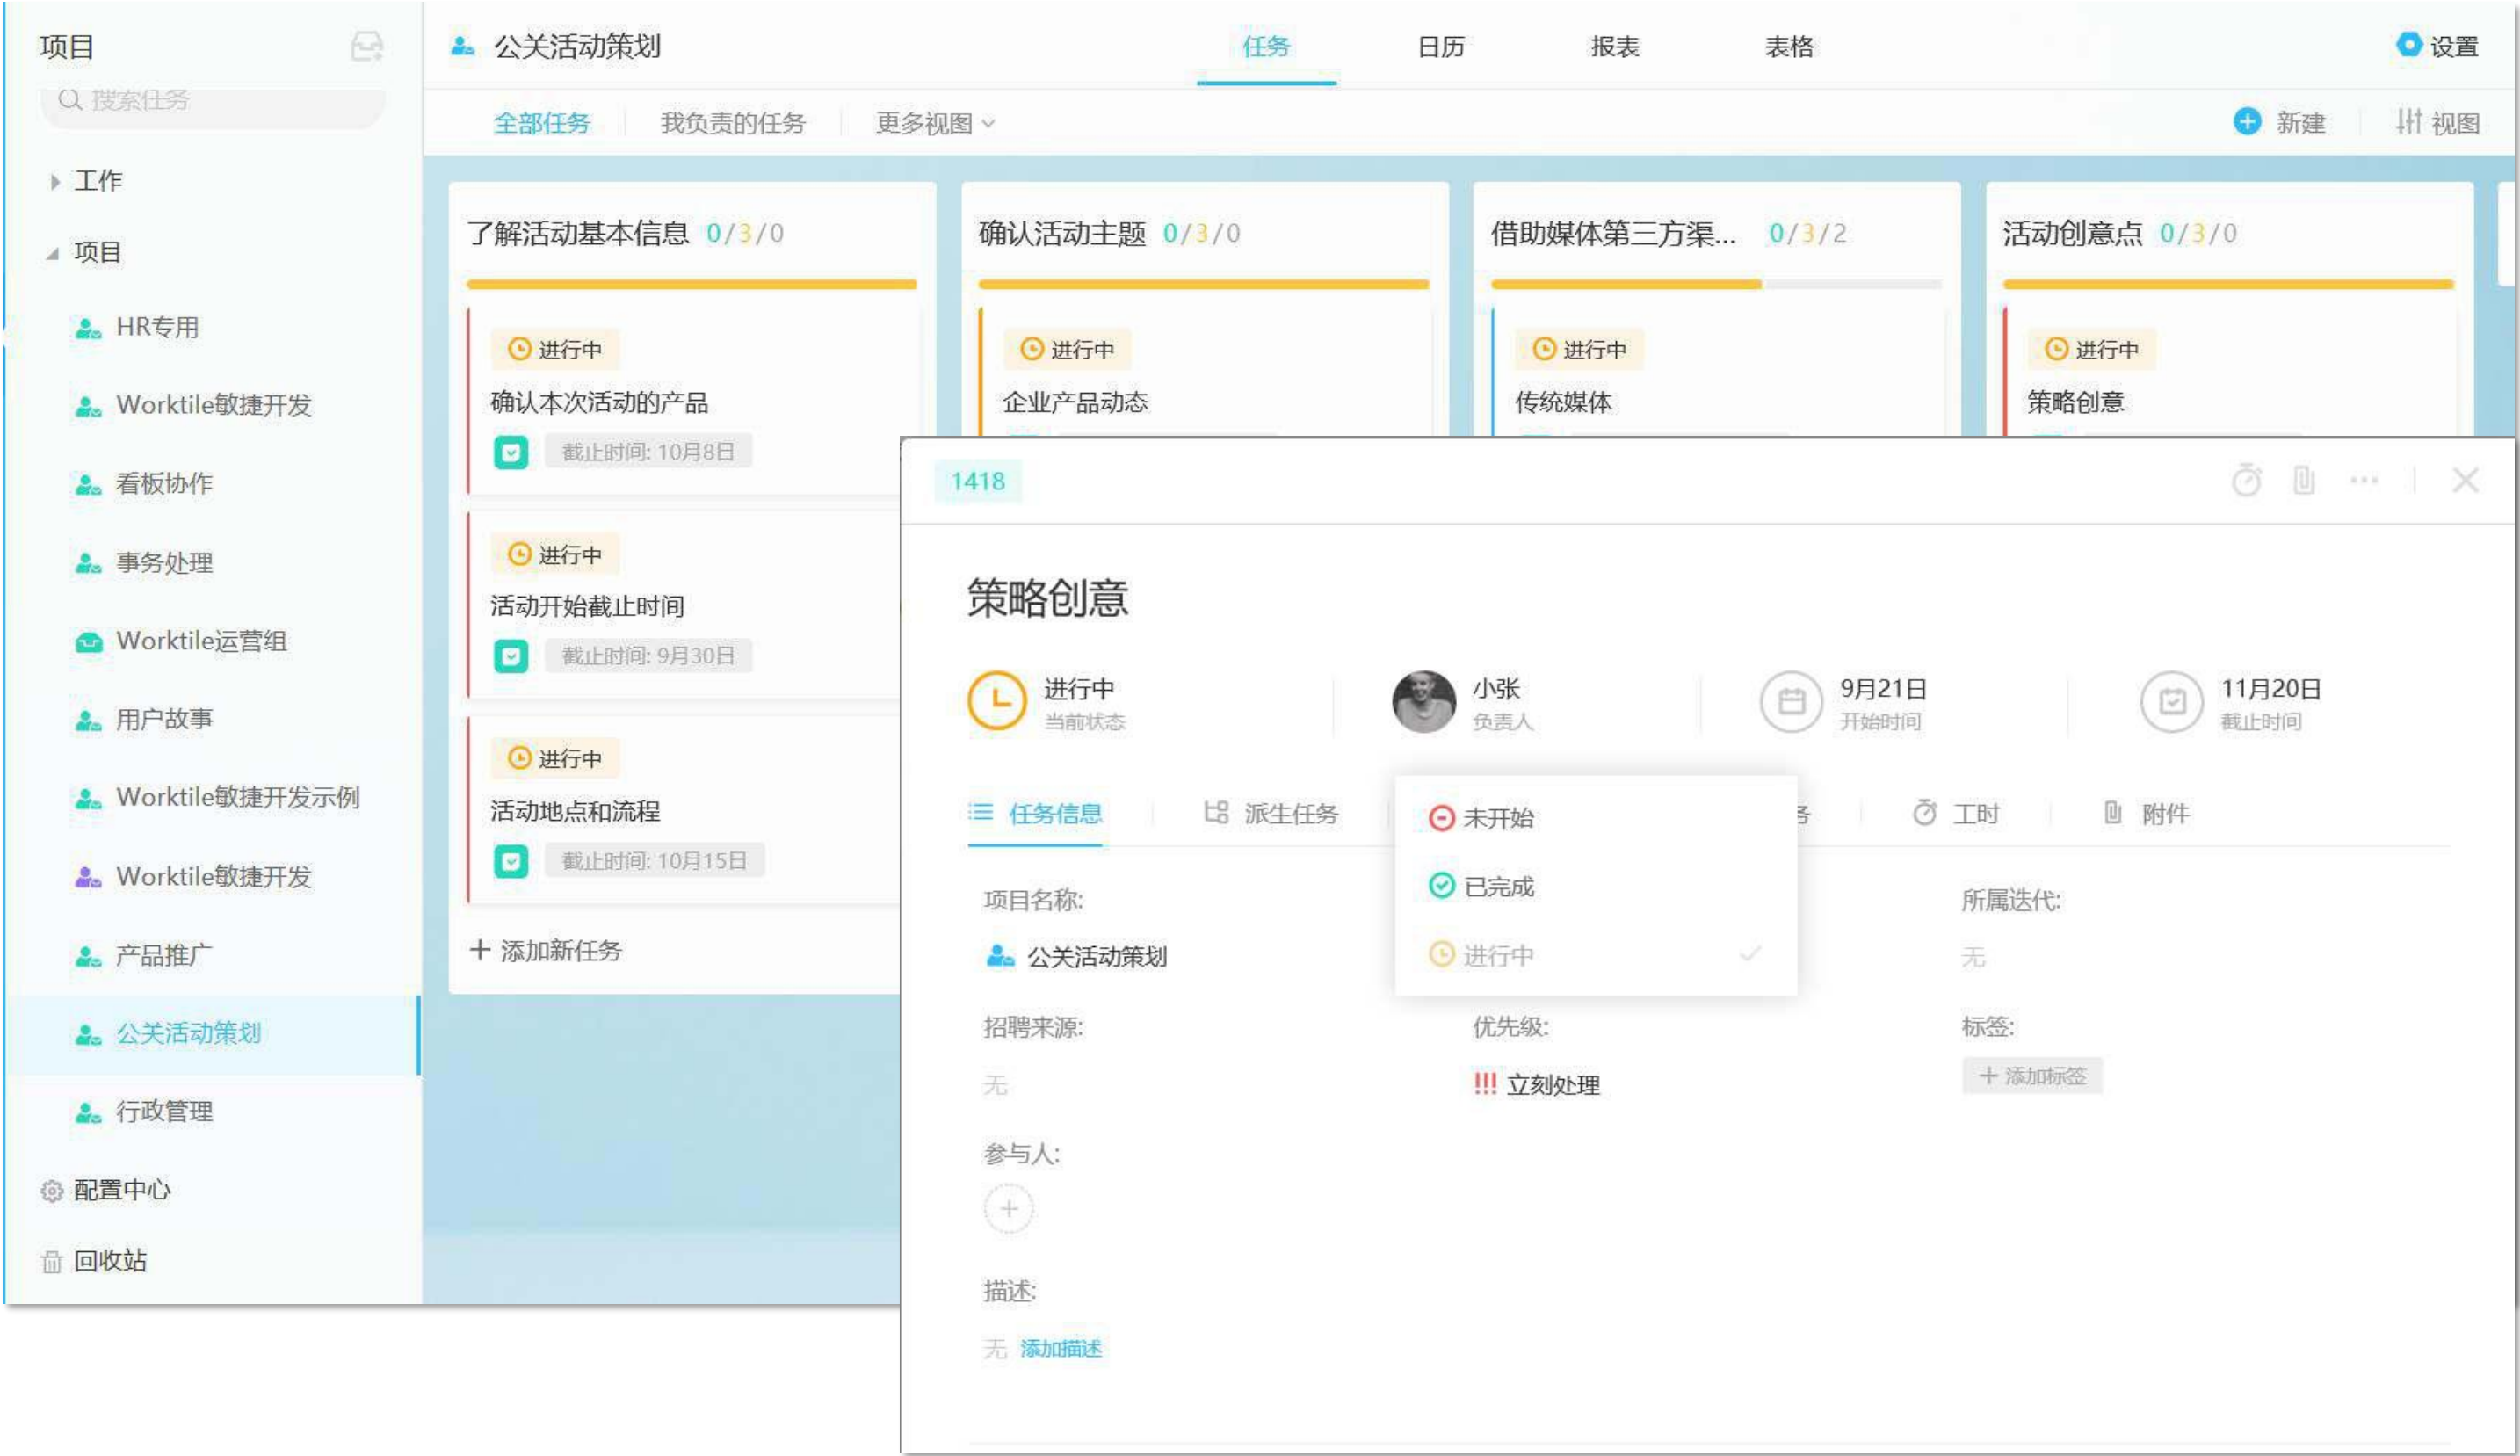 项目
搜索任务
工作
项目
HR专用
Worktile敏捷开发
看板协作
事务处理
Worktile运营组
用户故事
Worktile敏捷开发示例
Worktile敏捷开发
产品推广
公关活动策划
行政管理
配置中心
回收站
公关活动策划
任务 日历 报表 表格
设置
全部任务 我负责的任务 更多视图
新建 视图
了解活动基本信息 0/3/0
进行中
确认本次活动的产品
截止时间: 10月8日
进行中
活动开始截止时间
截止时间: 9月30日
进行中
活动地点和流程
截止时间: 10月15日
添加新任务
确认活动主题 0/3/0
进行中
企业产品动态
借助媒体第三方渠... 0/3/2
进行中
传统媒体
活动创意点 0/3/0
进行中
策略创意
1418
策略创意
进行中
当前状态
小张
负责人
9月21日
开始时间
11月20日
截止时间
任务信息 派生任务 工时 附件
未开始
已完成
进行中
项目名称:
公关活动策划
所属迭代:
无
招聘来源:
无
优先级:
!!! 立刻处理
标签:
添加标签
参与人:
描述:
无 添加描述